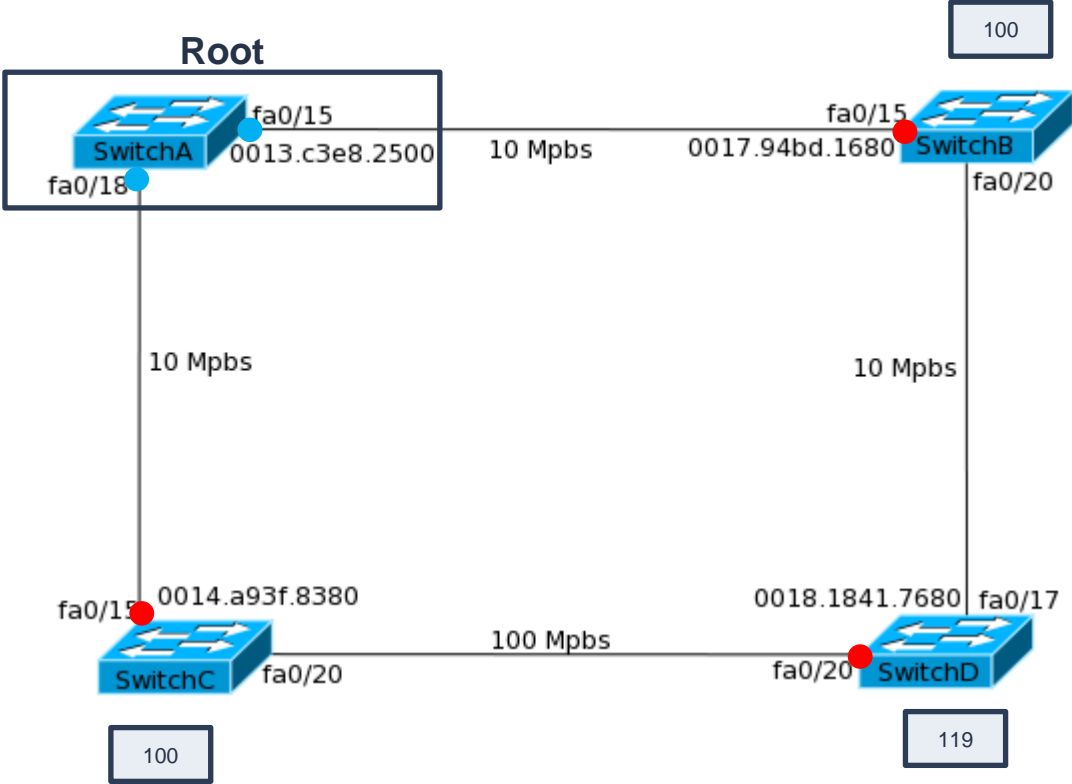 100
Root
fa0/15
fa0/15
SwitchA
0013.c3e8.2500
10 Mpbs
0017.94bd.1680
SwitchB
fa0/18
fa0/20
10 Mpbs
10 Mpbs
fa0/15
0014.a93f.8380
0018.1841.7680
fa0/17
100 Mpbs
SwitchC
fa0/20
fa0/20
SwitchD
100
119